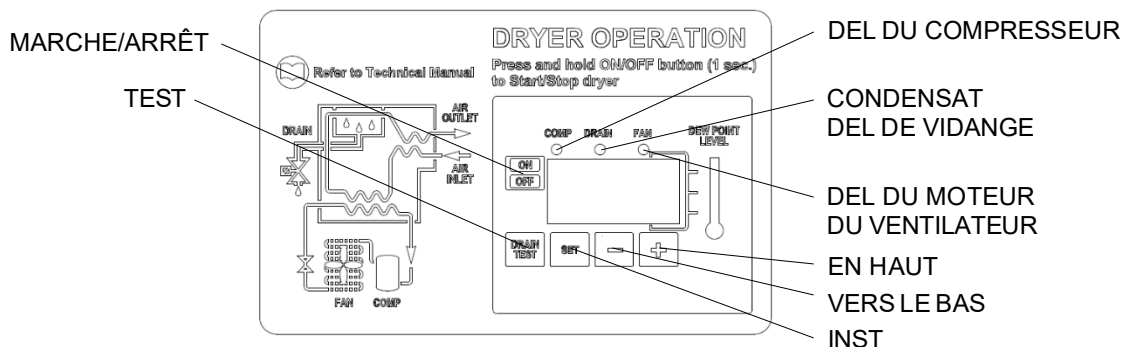 MARCHE/ARRÊT
TEST
DRYER OPERATION
Press and hold ON/OFF button (1 sec.)
to Start/Stop dryer
Refer to Technical Manual
DRAIN
AIR
OUTLET
AIR
INLET
FAN
COMP
COMP
DRAIN
FAN
DEW POINT
LEVEL
ON
OFF
DRAIN
TEST
SET
-
+
DEL DU COMPRESSEUR
CONDENSAT
DEL DE VIDANGE
DEL DU MOTEUR
DU VENTILATEUR
EN HAUT
VERS LE BAS
INST